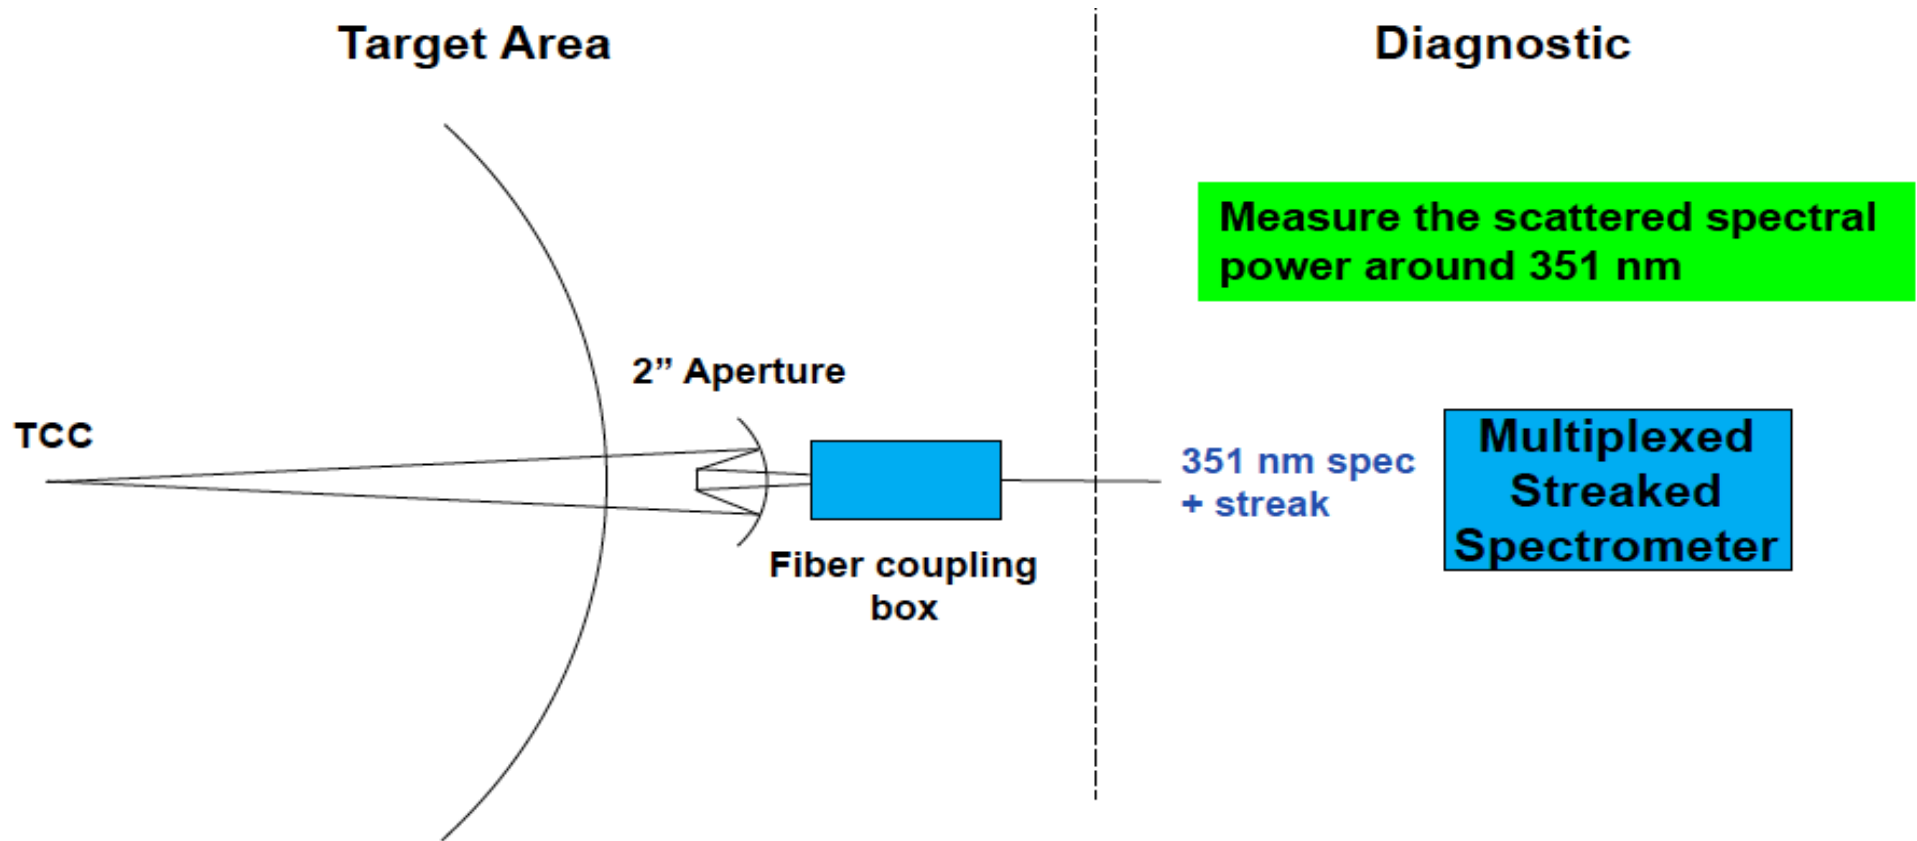 Target Area
Diagnostic
Measure the scattered spectral
power around 351 nm
2” Aperture
TCC
351 nm spec
+ streak
Multiplexed
Streaked
Spectrometer
Fiber coupling
box